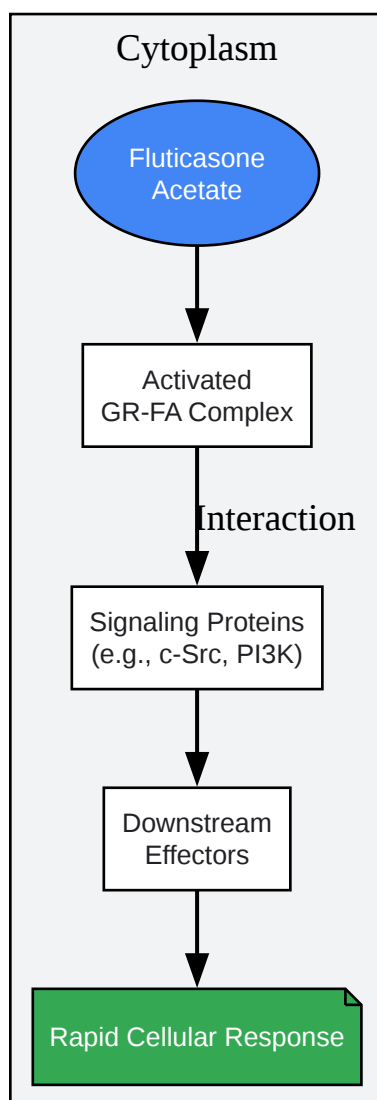 Cytoplasm
Fluticasone
Acetate
Activated
GR-FA Complex
Interaction
Signaling Proteins
(e.g., c-Src, PI3K)
Downstream
Effectors
Rapid Cellular Response